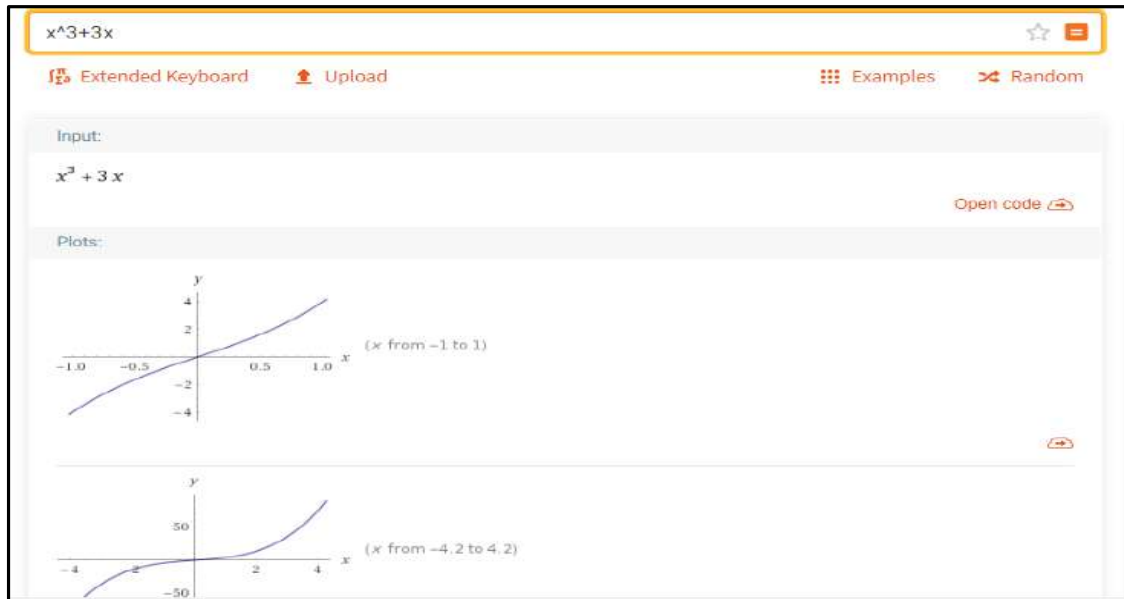 x^3+3x
Extended Keyboard Upload Examples Random
Input:
x³ + 3 x
Open code
Plots:
y
4
2
-1.0 -0.5 0.5 1.0 x
(x from -1 to 1)
-2
-4
y
50
(x from -4.2 to 4.2)
-4 -2 2 4 x
-50